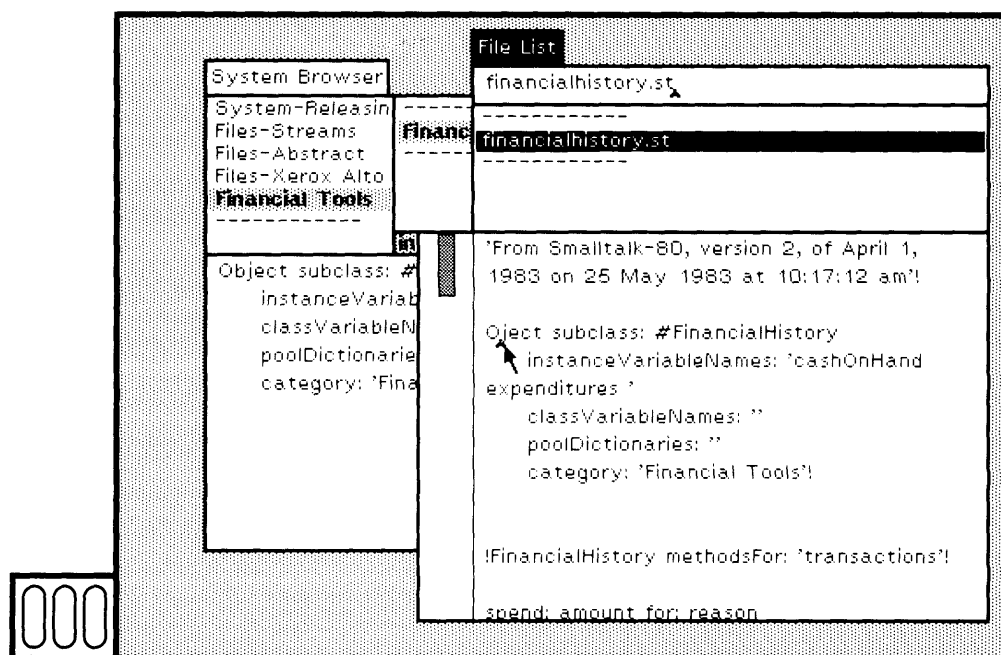 File List
financialhistory.st
------------
financialhistory.st
------------
System Browser
System-Releasin
Files-Streams
Files-Abstract
Files-Xerox Alto
Financial Tools
------------
-----
Financ
-----
in
Object subclass: #
instanceVariab
classVariableN
poolDictionarie
category: 'Fina
'From Smalltalk-80, version 2, of April 1,
1983 on 25 May 1983 at 10:17:12 am'!
Oject subclass: #FinancialHistory
instanceVariableNames: 'cashOnHand
expenditures '
classVariableNames: ''
poolDictionaries: ''
category: 'Financial Tools'!
!FinancialHistory methodsFor: 'transactions'!
spend: amount for: reason